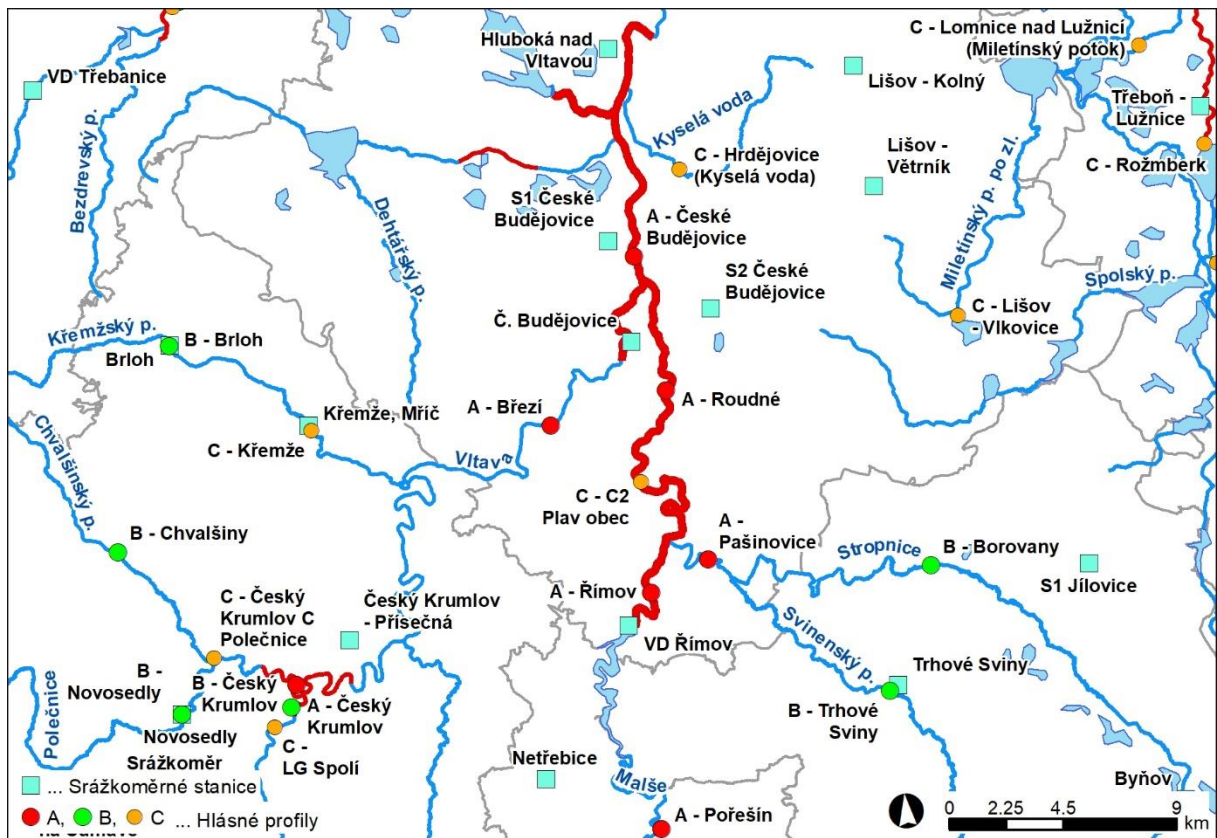 Hluboká nad
Vltavou
C - Lomnice nad Lužnicí
(Miletínský potok)
VD Třebanice
Lišov - Kolný
Třeboň -
Lužnice
Bezdrevský p.
Kyselá voda
C - Hrdějovice
(Kyselá voda)
Lišov -
Větrník
C - Rožmberk
S1 České
Budějovice
A - České
Budějovice
Dehtářský p.
Miletínský p. po zl.
Spolský p.
S2 České
Budějovice
Křemžský p.
B - Brloh
Brloh
Č. Budějovice
C - Lišov
- Vlkovice
A - Roudné
Křemže, Mříč
A - Březí
C - Křemže
Chvalšinský p.
Vltava
C - C2
Plav obec
B - Chvalšiny
A -
Pašinovice
Stropnice
B - Borovany
S1 Jílovice
A - Římov
C - Český
Krumlov C
Polečnice
Český Krumlov
- Přísečná
VD Římov
Svinenský p.
Trhové Sviny
B -
Novosedly
B - Český
Krumlov
A - Český
Krumlov
B - Trhové
Sviny
Polečnice
Novosedly
Srážkoměr
C -
LG Spolí
Netřebice
Malše
Byňov
A - Pořešín
... Srážkoměrné stanice
A, B, C ... Hlásné profily
0 2.25 4.5 9
km